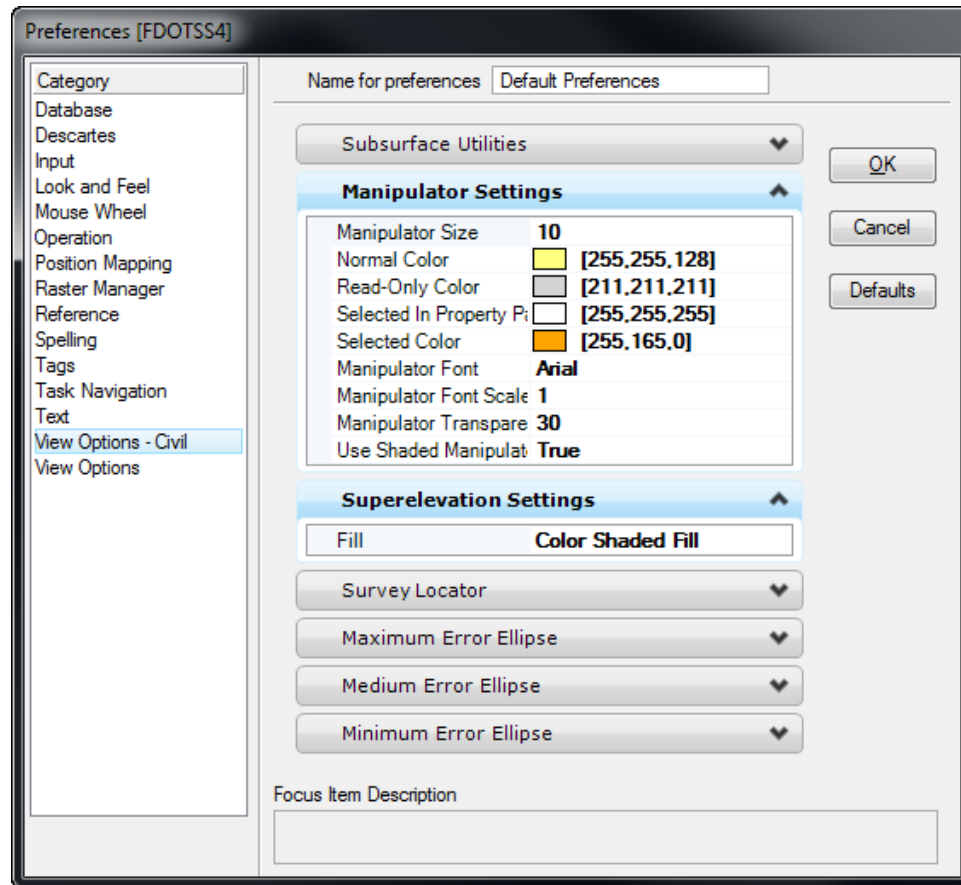 Preferences [FDOTSS4]
Category
Database
Descartes
Input
Look and Feel
Mouse Wheel
Operation
Position Mapping
Raster Manager
Reference
Spelling
Tags
Task Navigation
Text
View Options - Civil
View Options
Name for preferences Default Preferences
Subsurface Utilities
Manipulator Settings
Manipulator Size 10
Normal Color [255,255,128]
Read-Only Color [211,211,211]
Selected In Property Pa [255,255,255]
Selected Color [255,165,0]
Manipulator Font Arial
Manipulator Font Scale 1
Manipulator Transpare 30
Use Shaded Manipulat True
Superelevation Settings
Fill Color Shaded Fill
Survey Locator
Maximum Error Ellipse
Medium Error Ellipse
Minimum Error Ellipse
OK
Cancel
Defaults
Focus Item Description